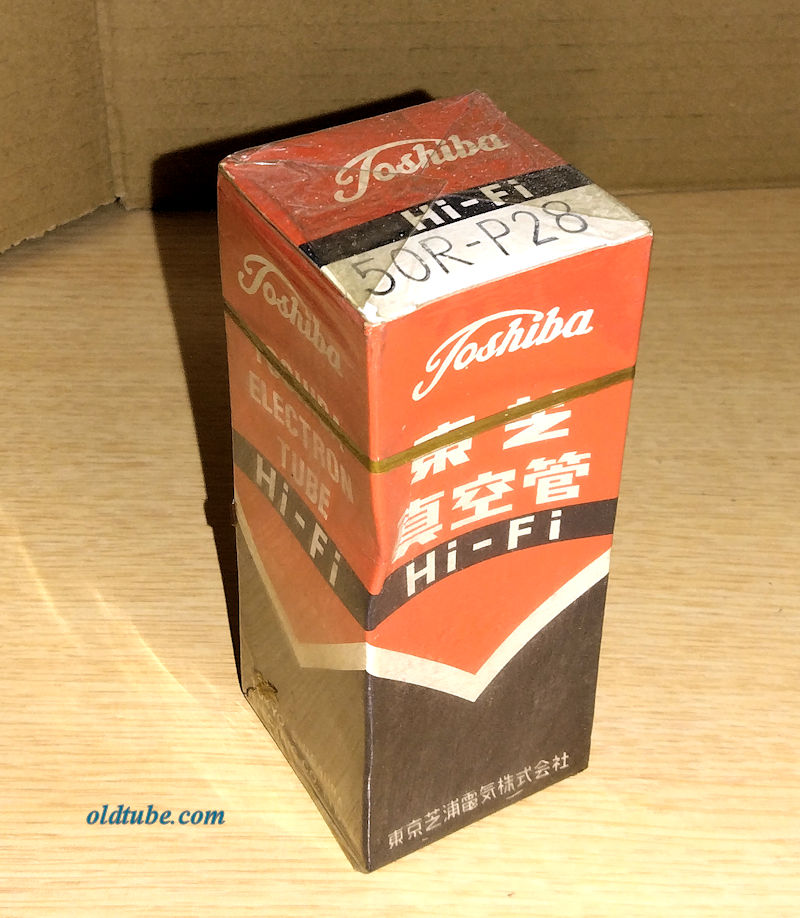 Toshiba
Hi-Fi
50R-P28
Toshiba
東芝
真空管
Hi-Fi
東京芝浦電気株式会社
Toshiba
TOSHIBA
ELECTRON
TUBE
Hi-Fi
oldtube.com